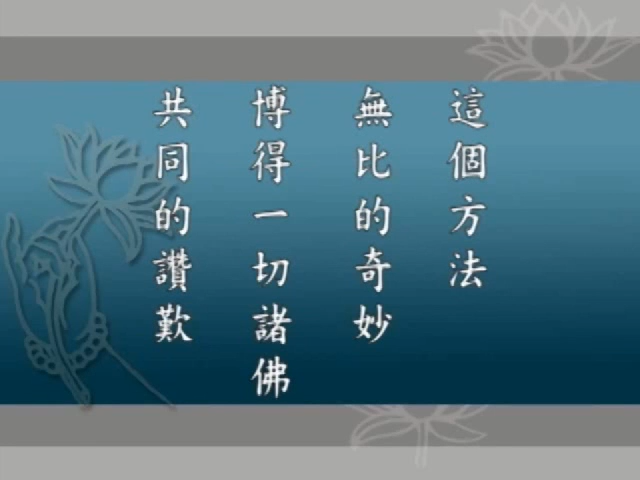 這個方法
無比的奇妙
博得一切諸佛
共同的讚歎